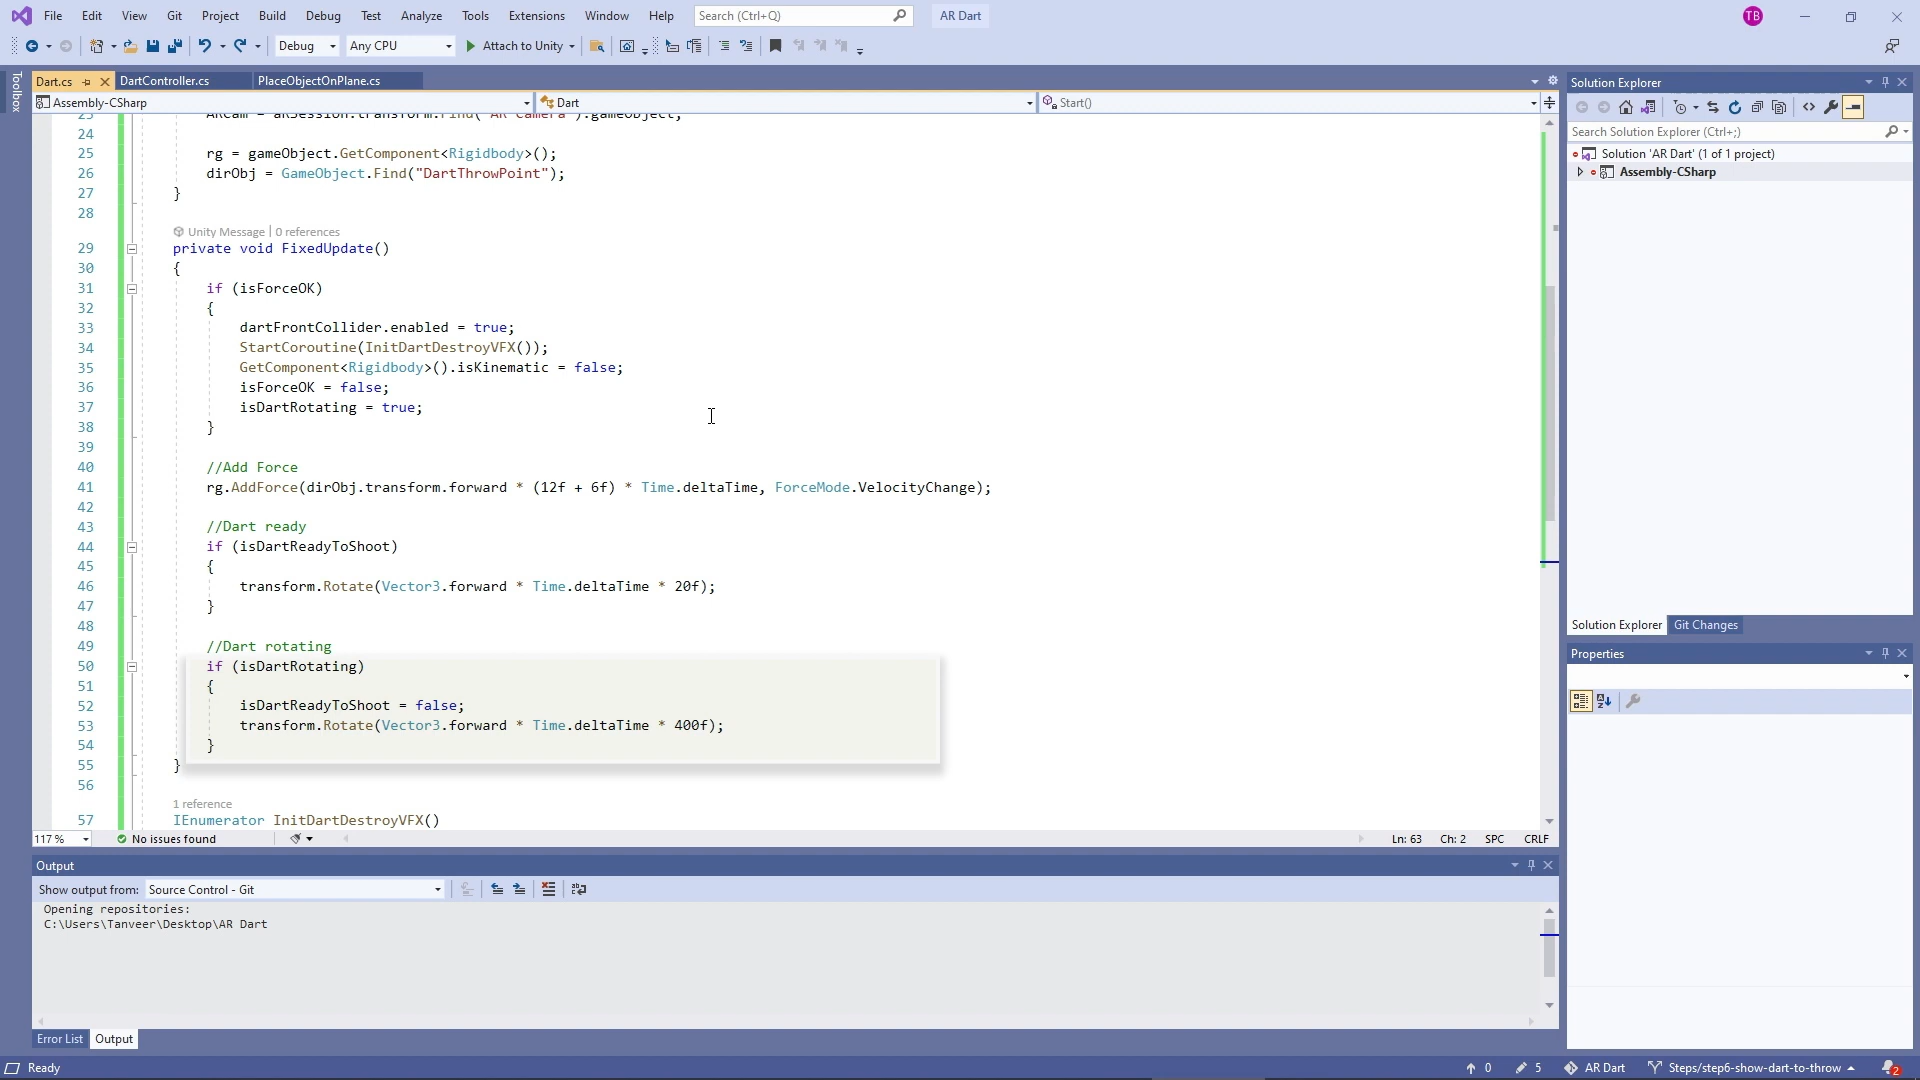 File Edit View Git Project Build Debug Test Analyze Tools Extensions Window Help Search (Ctrl+Q) AR Dart TB
Debug Any CPU Attach to Unity
Toolbox
Dart.cs DartController.cs PlaceObjectOnPlane.cs
Assembly-CSharp Dart Start()
23 ARCam = arSession.transform.Find("AR Camera").gameObject;
24
25 rg = gameObject.GetComponent<Rigidbody>();
26 dirObj = GameObject.Find("DartThrowPoint");
27 }
28
Unity Message | 0 references
29 private void FixedUpdate()
30 {
31 if (isForceOK)
32 {
33 dartFrontCollider.enabled = true;
34 StartCoroutine(InitDartDestroyVFX());
35 GetComponent<Rigidbody>().isKinematic = false;
36 isForceOK = false;
37 isDartRotating = true;
38 }
39
40 //Add Force
41 rg.AddForce(dirObj.transform.forward * (12f + 6f) * Time.deltaTime, ForceMode.VelocityChange);
42
43 //Dart ready
44 if (isDartReadyToShoot)
45 {
46 transform.Rotate(Vector3.forward * Time.deltaTime * 20f);
47 }
48
49 //Dart rotating
50 if (isDartRotating)
51 {
52 isDartReadyToShoot = false;
53 transform.Rotate(Vector3.forward * Time.deltaTime * 400f);
54 }
55 }
56
1 reference
57 IEnumerator InitDartDestroyVFX()
117 % No issues found Ln: 63 Ch: 2 SPC CRLF
Output
Show output from: Source Control - Git
Opening repositories:
C:\Users\Tanveer\Desktop\AR Dart
Error List Output
Solution Explorer
Search Solution Explorer (Ctrl+;)
Solution 'AR Dart' (1 of 1 project)
Assembly-CSharp
Solution Explorer Git Changes
Properties
Ready 0 5 AR Dart Steps/step6-show-dart-to-throw 2